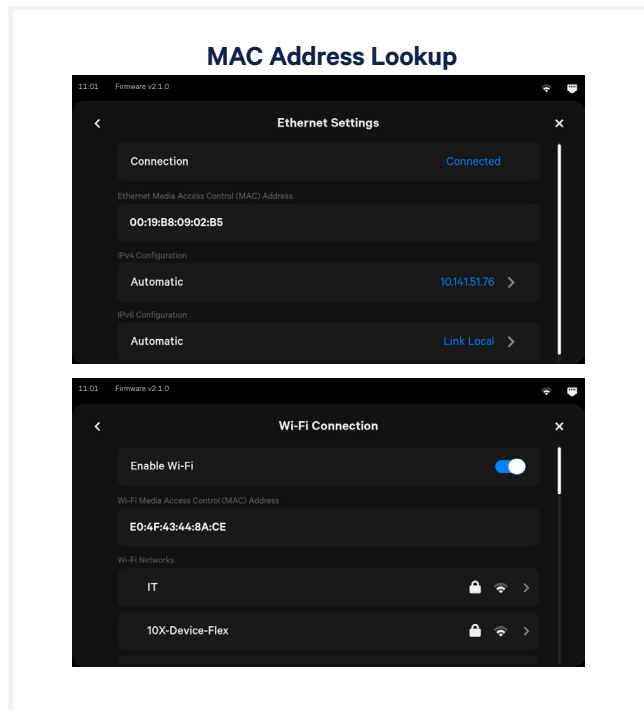 MAC Address Lookup
11:01 Firmware v2.1.0
Ethernet Settings
Connection Connected
Ethernet Media Access Control (MAC) Address
00:19:B8:09:02:B5
IPv4 Configuration
Automatic 10.141.51.76
IPv6 Configuration
Automatic Link Local
11:01 Firmware v2.1.0
Wi-Fi Connection
Enable Wi-Fi
Wi-Fi Media Access Control (MAC) Address
E0:4F:43:44:8A:CE
Wi-Fi Networks
IT
10X-Device-Flex